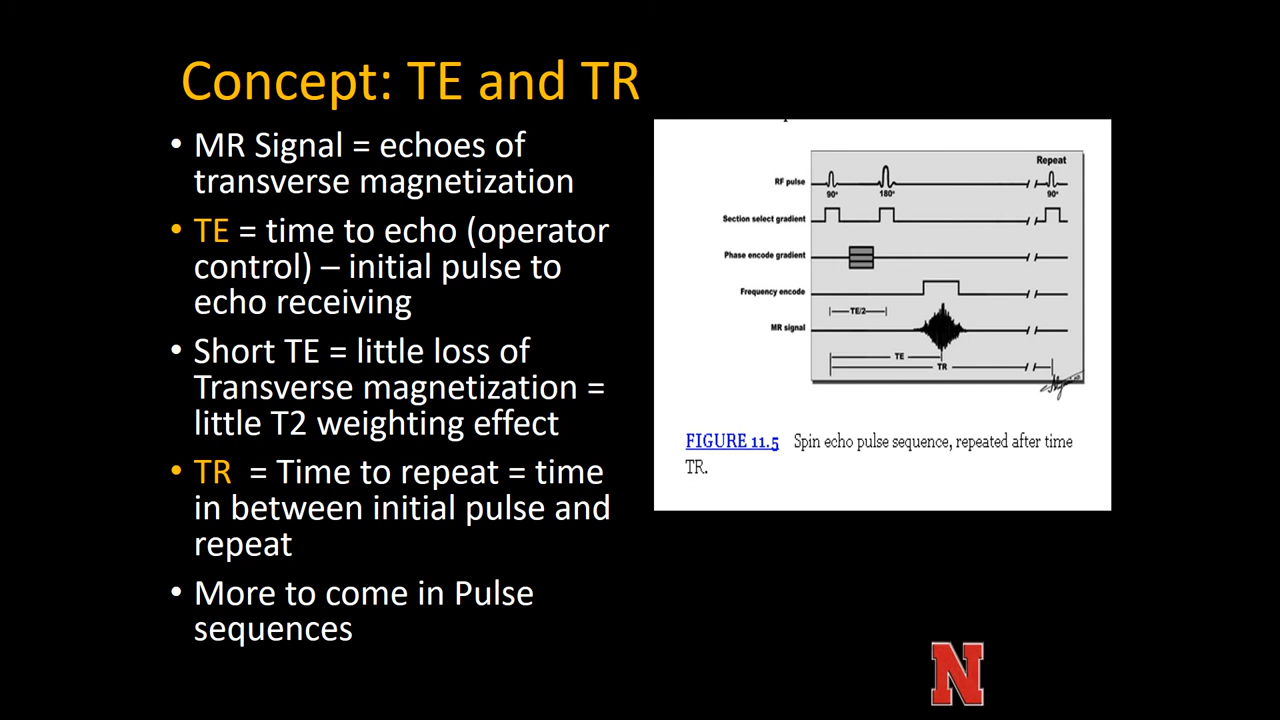 Concept: TE and TR
• MR Signal = echoes of
transverse magnetization
• TE = time to echo (operator
control) – initial pulse to
echo receiving
• Short TE = little loss of
Transverse magnetization =
little T2 weighting effect
• TR = Time to repeat = time
in between initial pulse and
repeat
• More to come in Pulse
sequences
Repeat
RF pulse
90°
180°
90°
Section select gradient
Phase encode gradient
Frequency encode
TE/2
MR signal
TE
TR
FIGURE 11.5 Spin echo pulse sequence, repeated after time
TR.
N